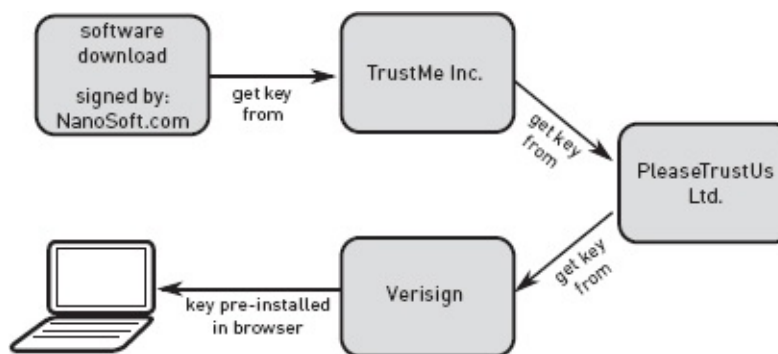 software
download
signed by:
NanoSoft.com
get key
from
TrustMe Inc.
get key
from
PleaseTrustUs
Ltd.
get key
from
Verisign
key pre-installed
in browser